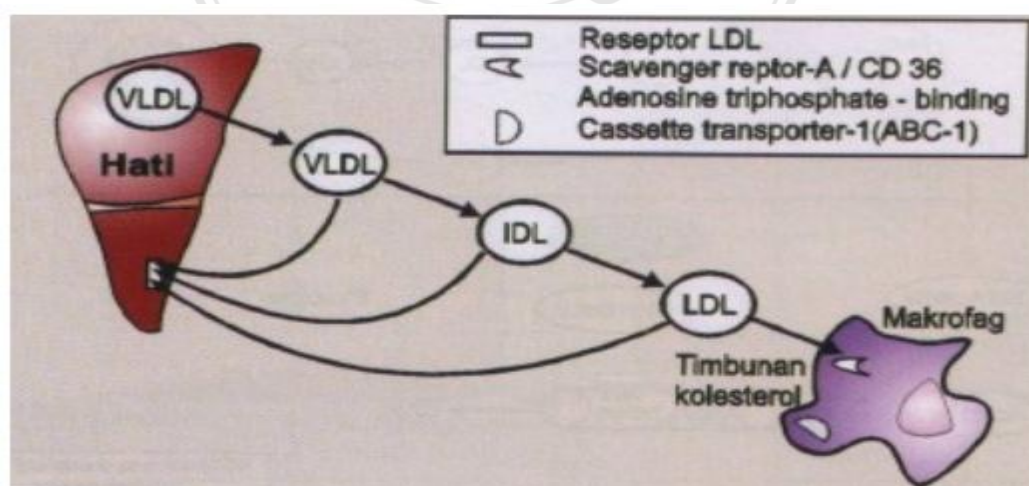 Reseptor LDL
Scavenger reptor-A / CD 36
Adenosine triphosphate - binding
Cassette transporter-1(ABC-1)
VLDL
Hati
VLDL
IDL
LDL
Makrofag
Timbunan
kolesterol